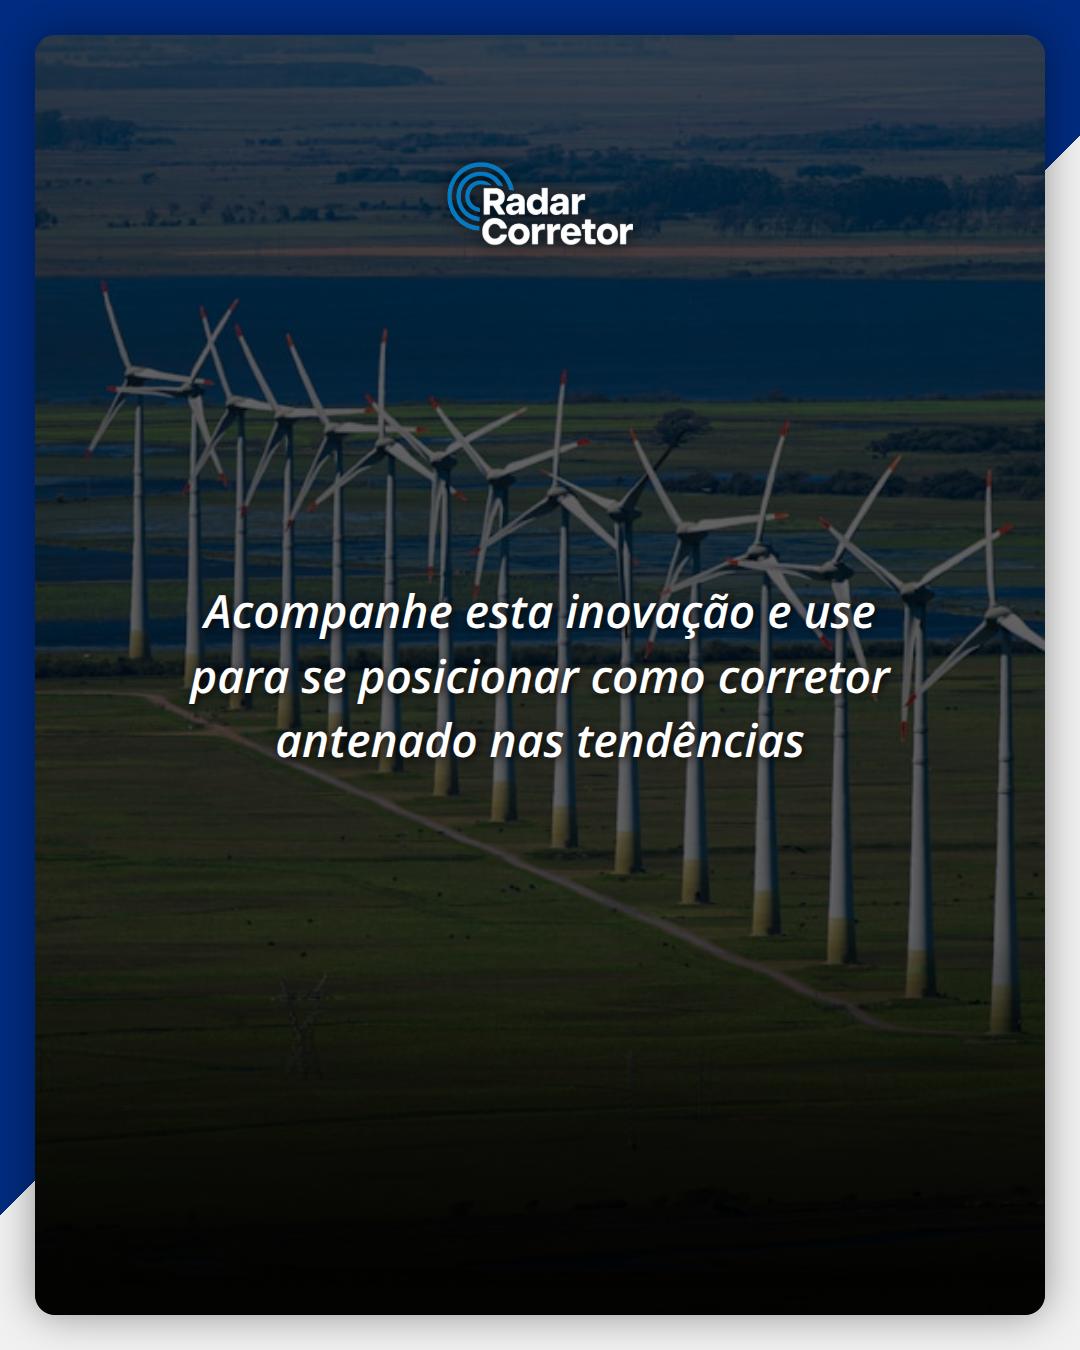 Radar
Corretor
Acompanhe esta inovação e use
para se posicionar como corretor
antenado nas tendências